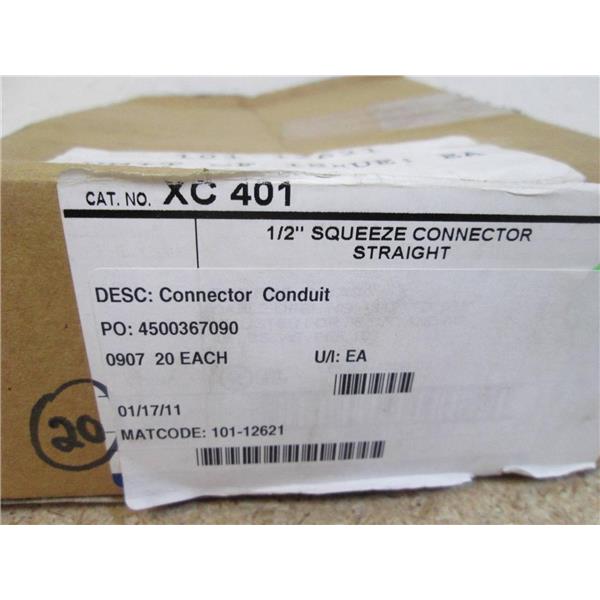 CAT. NO. XC 401
1/2" SQUEEZE CONNECTOR
STRAIGHT
DESC: Connector Conduit
PO: 4500367090
0907 20 EACH U/I: EA
01/17/11
MATCODE: 101-12621
20